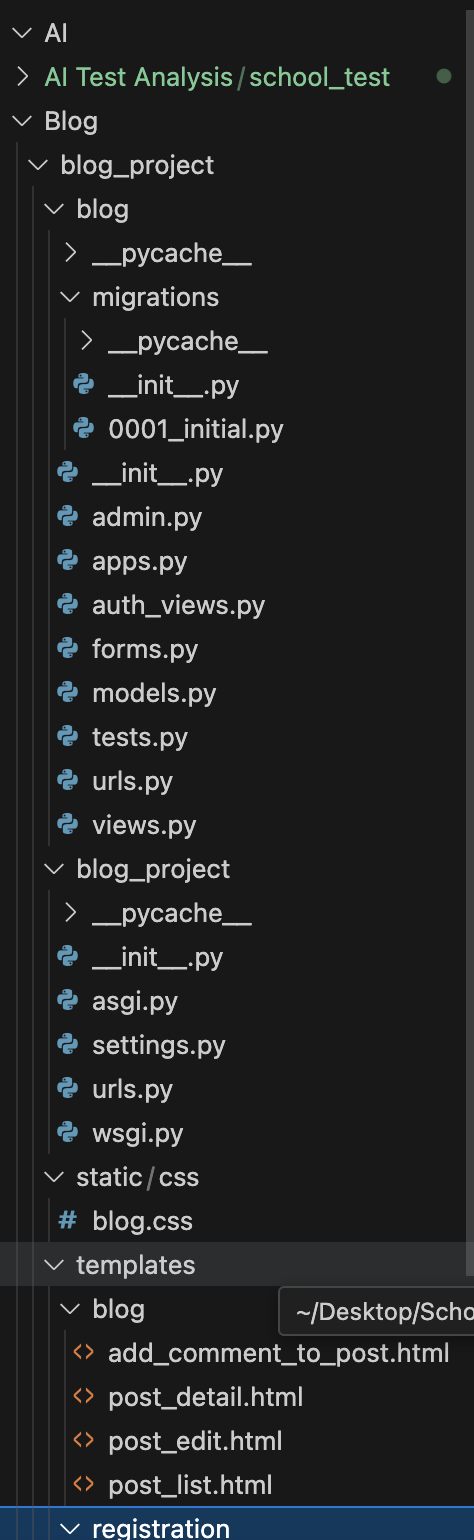 AI
AI Test Analysis/school_test
Blog
blog_project
blog
__pycache__
migrations
__pycache__
__init__.py
0001_initial.py
__init__.py
admin.py
apps.py
auth_views.py
forms.py
models.py
tests.py
urls.py
views.py
blog_project
__pycache__
__init__.py
asgi.py
settings.py
urls.py
wsgi.py
static/css
# blog.css
templates
blog
~/Desktop/Scho
<> add_comment_to_post.html
<> post_detail.html
<> post_edit.html
<> post_list.html
registration